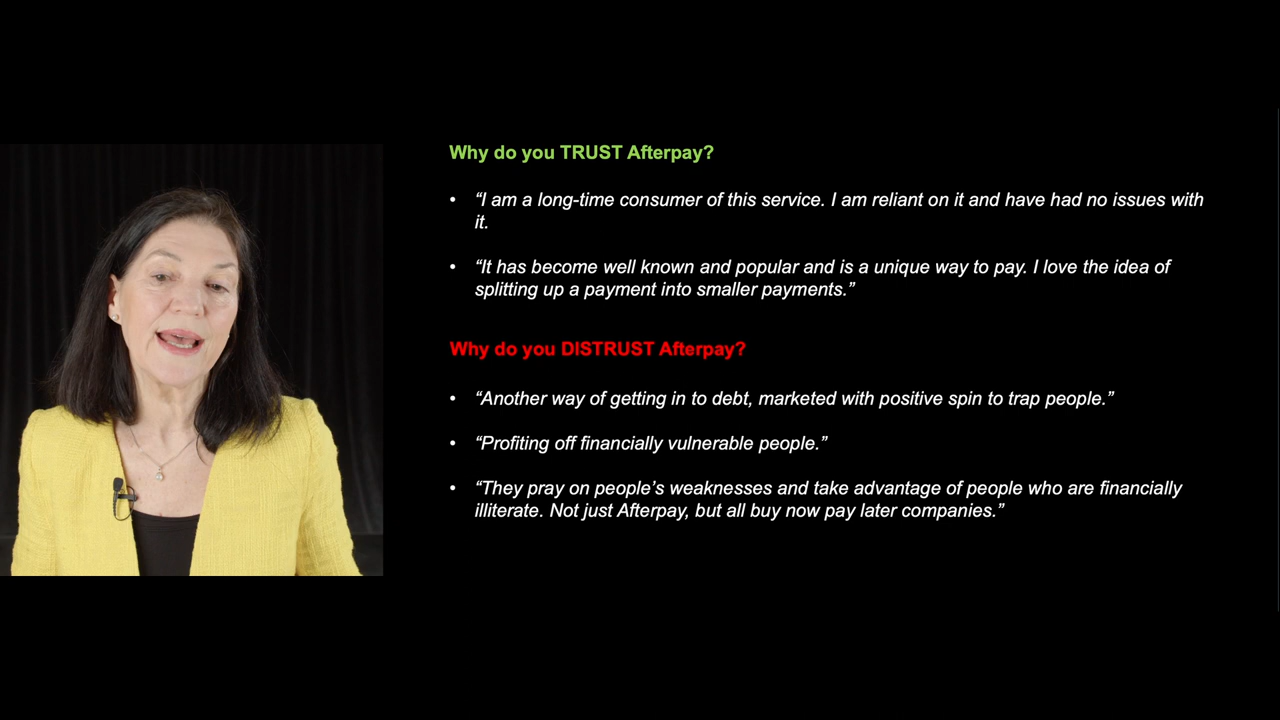 Why do you TRUST Afterpay?
• “I am a long-time consumer of this service. I am reliant on it and have had no issues with
it.
• “It has become well known and popular and is a unique way to pay. I love the idea of
splitting up a payment into smaller payments.”
Why do you DISTRUST Afterpay?
• “Another way of getting in to debt, marketed with positive spin to trap people.”
• “Profiting off financially vulnerable people.”
• “They pray on people’s weaknesses and take advantage of people who are financially
illiterate. Not just Afterpay, but all buy now pay later companies.”